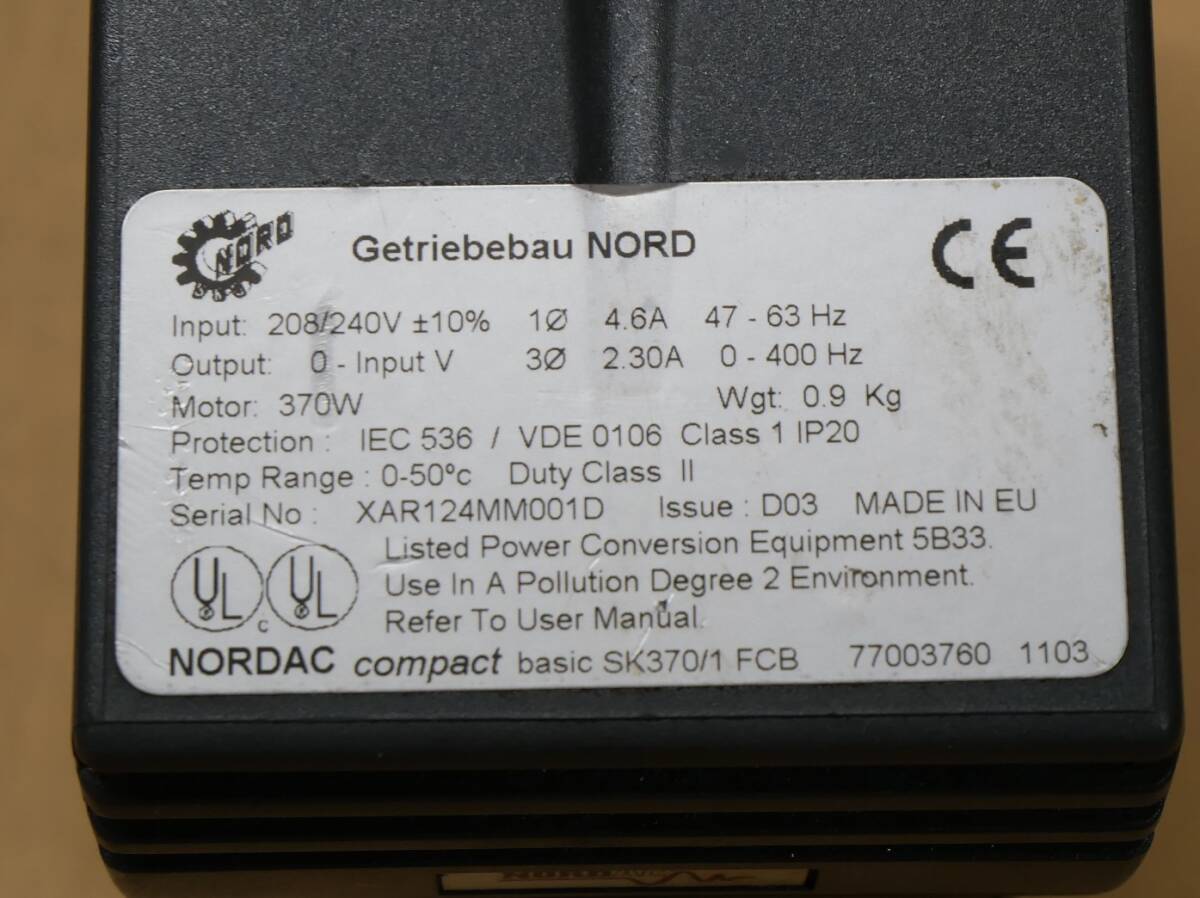 NORD
Getriebebau NORD
CE
Input: 208/240V ±10% 1Ø 4.6A 47 - 63 Hz
Output: 0 - Input V 3Ø 2.30A 0 - 400 Hz
Motor: 370W Wgt: 0.9 Kg
Protection : IEC 536 / VDE 0106 Class 1 IP20
Temp Range : 0-50ºc Duty Class II
Serial No : XAR124MM001D Issue : D03 MADE IN EU
UL c UL
Listed Power Conversion Equipment 5B33.
Use In A Pollution Degree 2 Environment.
Refer To User Manual.
NORDAC compact basic SK370/1 FCB 77003760 1103